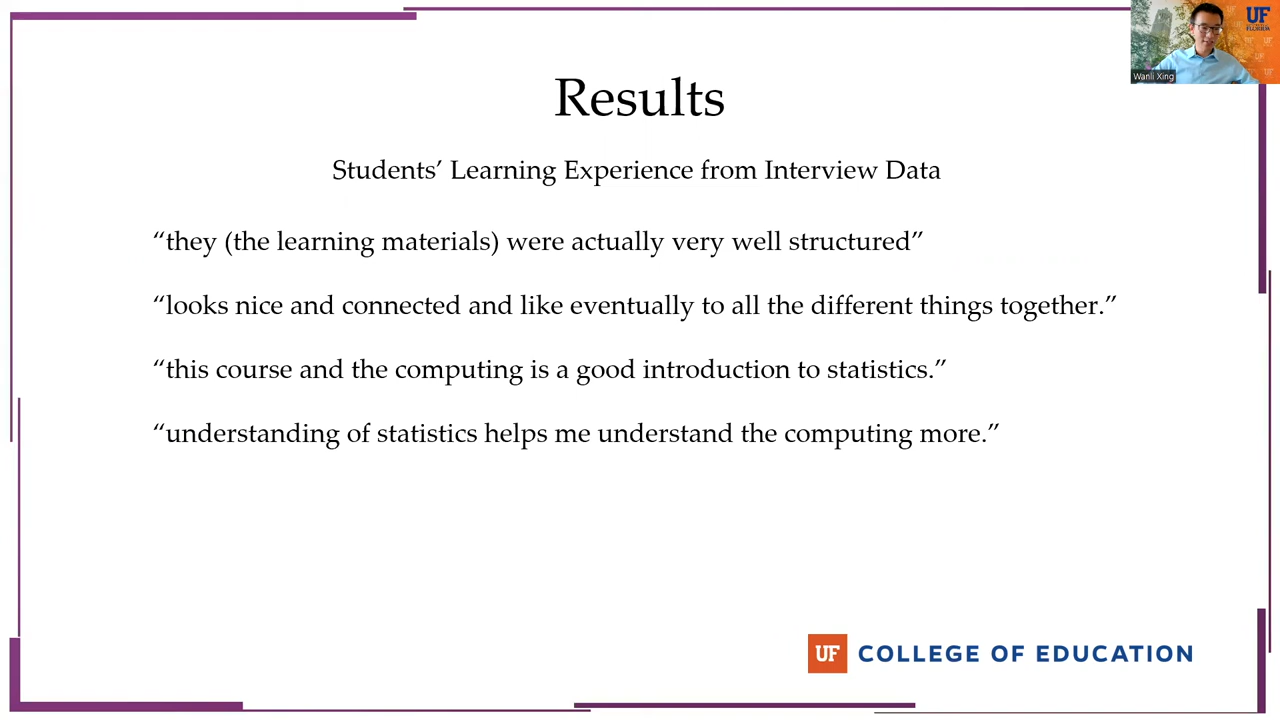 UF
FLORIDA
Wanli Xing
Results
Students’ Learning Experience from Interview Data
“they (the learning materials) were actually very well structured”
“looks nice and connected and like eventually to all the different things together.”
“this course and the computing is a good introduction to statistics.”
“understanding of statistics helps me understand the computing more.”
UF COLLEGE OF EDUCATION